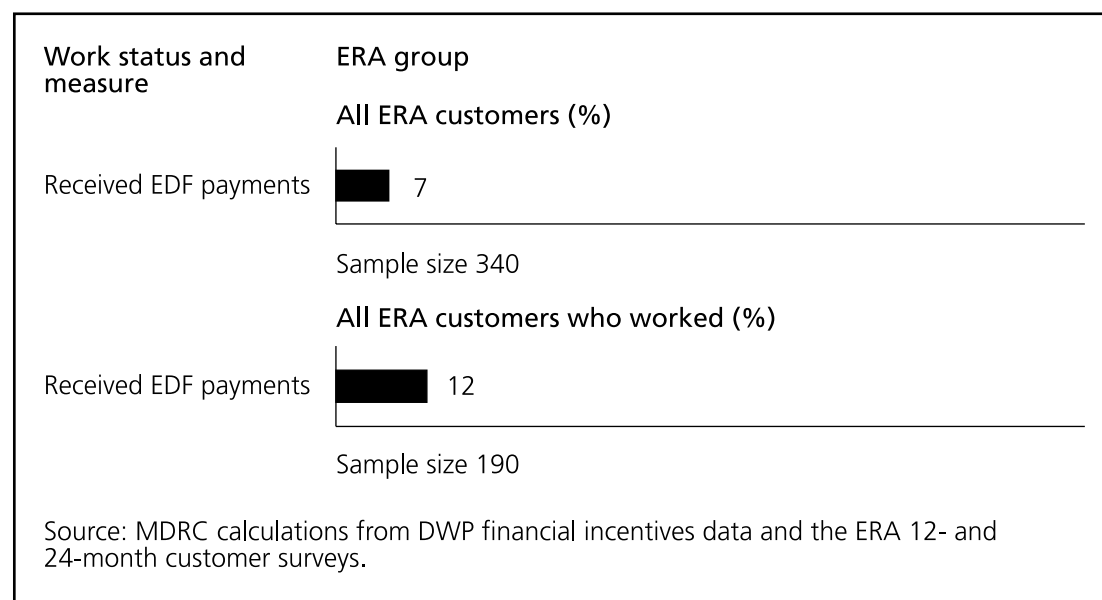 Work status and
measure
ERA group
All ERA customers (%)
Received EDF payments
7
Sample size 340
All ERA customers who worked (%)
Received EDF payments
12
Sample size 190
Source: MDRC calculations from DWP financial incentives data and the ERA 12- and
24-month customer surveys.